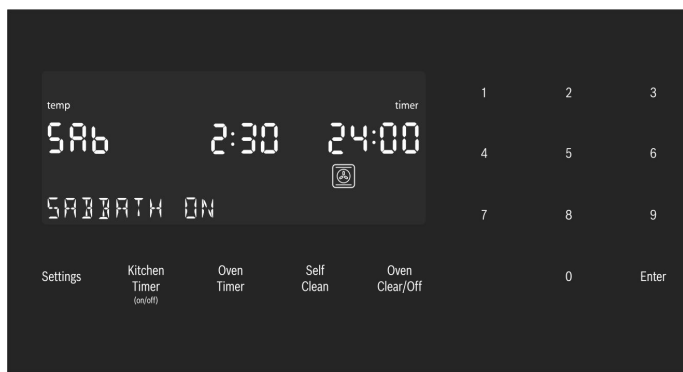 temp timer
SAb 2:30 24:00
SABBATH ON
1 2 3
4 5 6
7 8 9
0 Enter
Settings
Kitchen
Timer
(on/off)
Oven
Timer
Self
Clean
Oven
Clear/Off